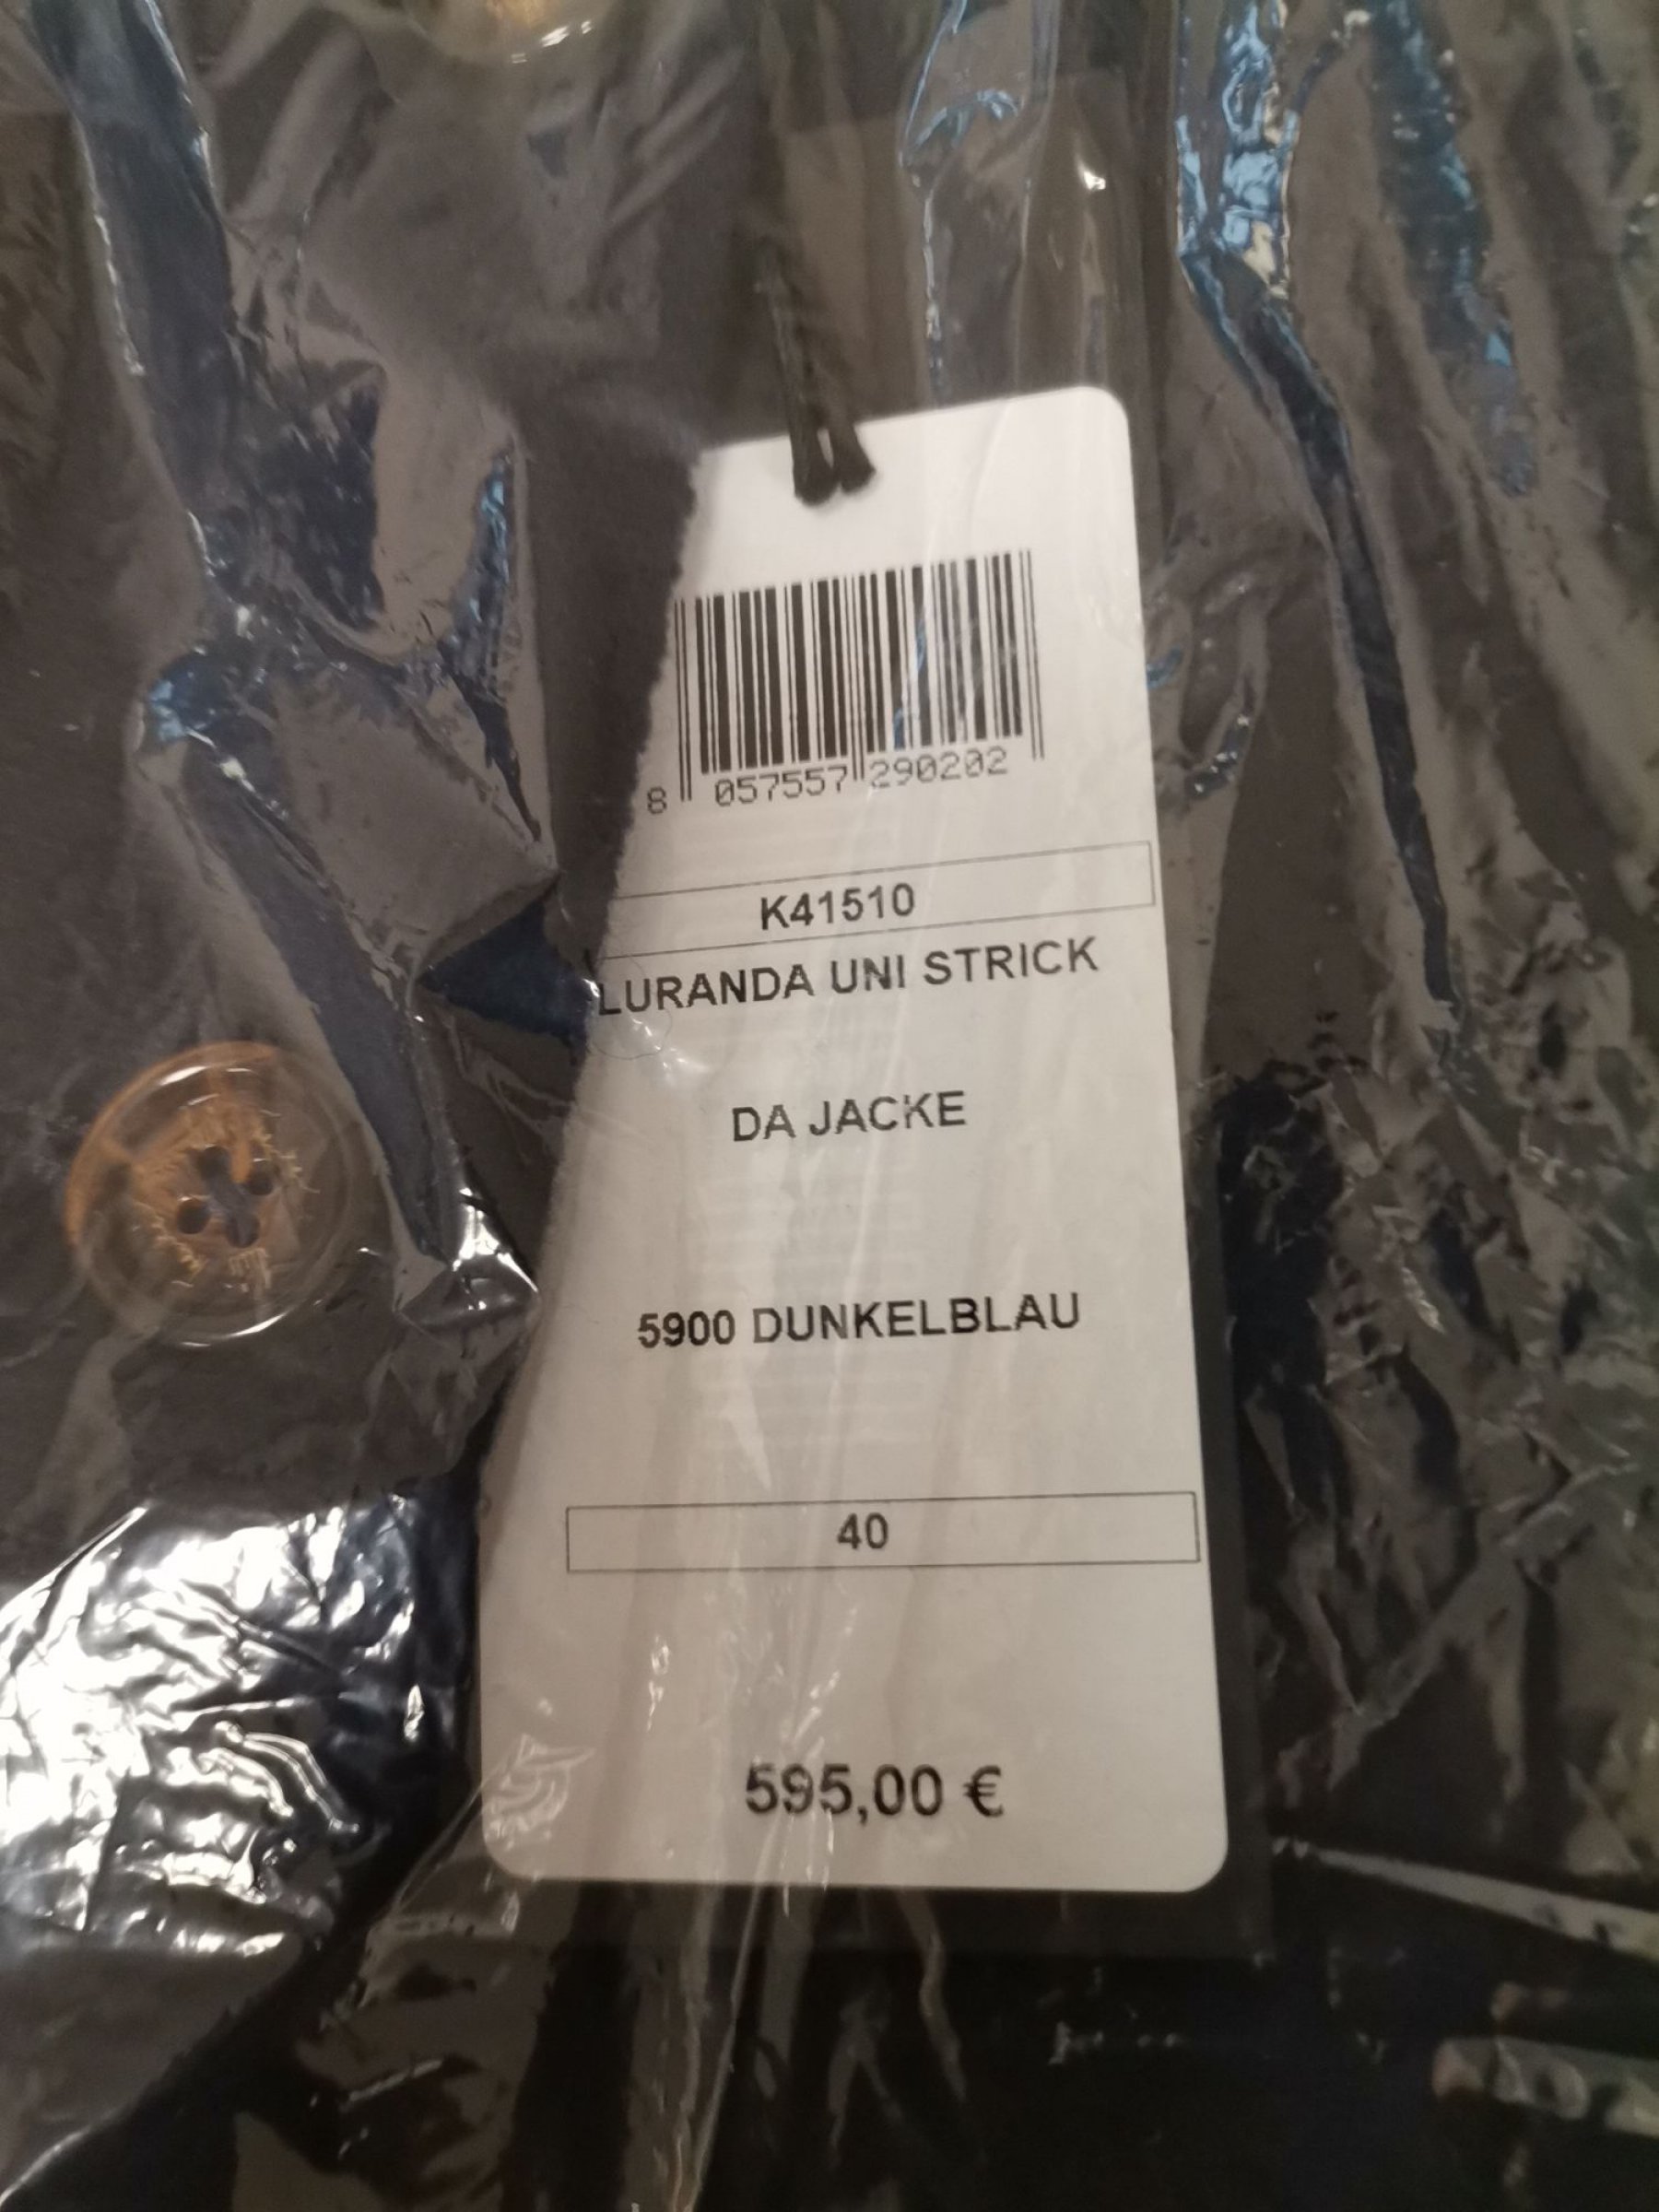 8 057557 290202
K41510
LURANDA UNI STRICK
DA JACKE
5900 DUNKELBLAU
40
595,00 €